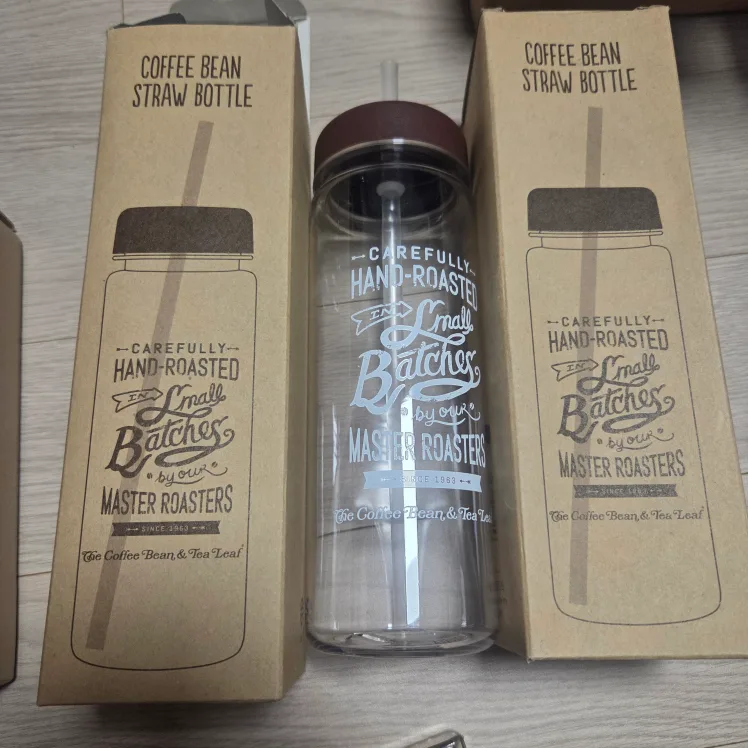 COFFEE BEAN
STRAW BOTTLE
CAREFULLY
HAND-ROASTED
IN Small
Batches
by our
MASTER ROASTERS
SINCE 1963
The Coffee Bean & Tea Leaf
CAREFULLY
HAND-ROASTED
IN Small
Batches
by our
MASTER ROASTERS
SINCE 1963
The Coffee Bean & Tea Lea
COFFEE BEAN
STRAW BOTTLE
CAREFULLY
HAND-ROASTED
IN Small
Batches
by our
MASTER ROASTERS
SINCE 1963
The Coffee Bean & Tea Leaf